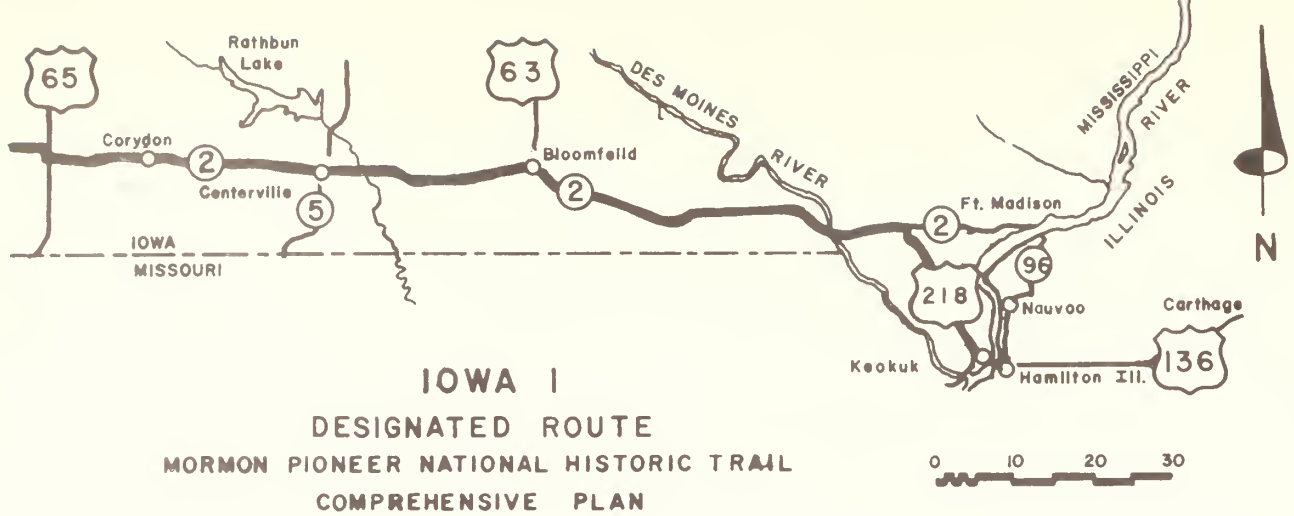 65
Rathbun
Lake
63
DES MOINES
RIVER
MISSISSIPPI
RIVER
Corydon
2
Centerville
5
Bloomfeild
2
2
Ft. Madison
ILLINOIS
N
IOWA
MISSOURI
96
218
Nauvoo
Carthage
Keokuk
Hamilton Ill.
136
IOWA I
DESIGNATED ROUTE
MORMON PIONEER NATIONAL HISTORIC TRAIL
COMPREHENSIVE PLAN
0 10 20 30